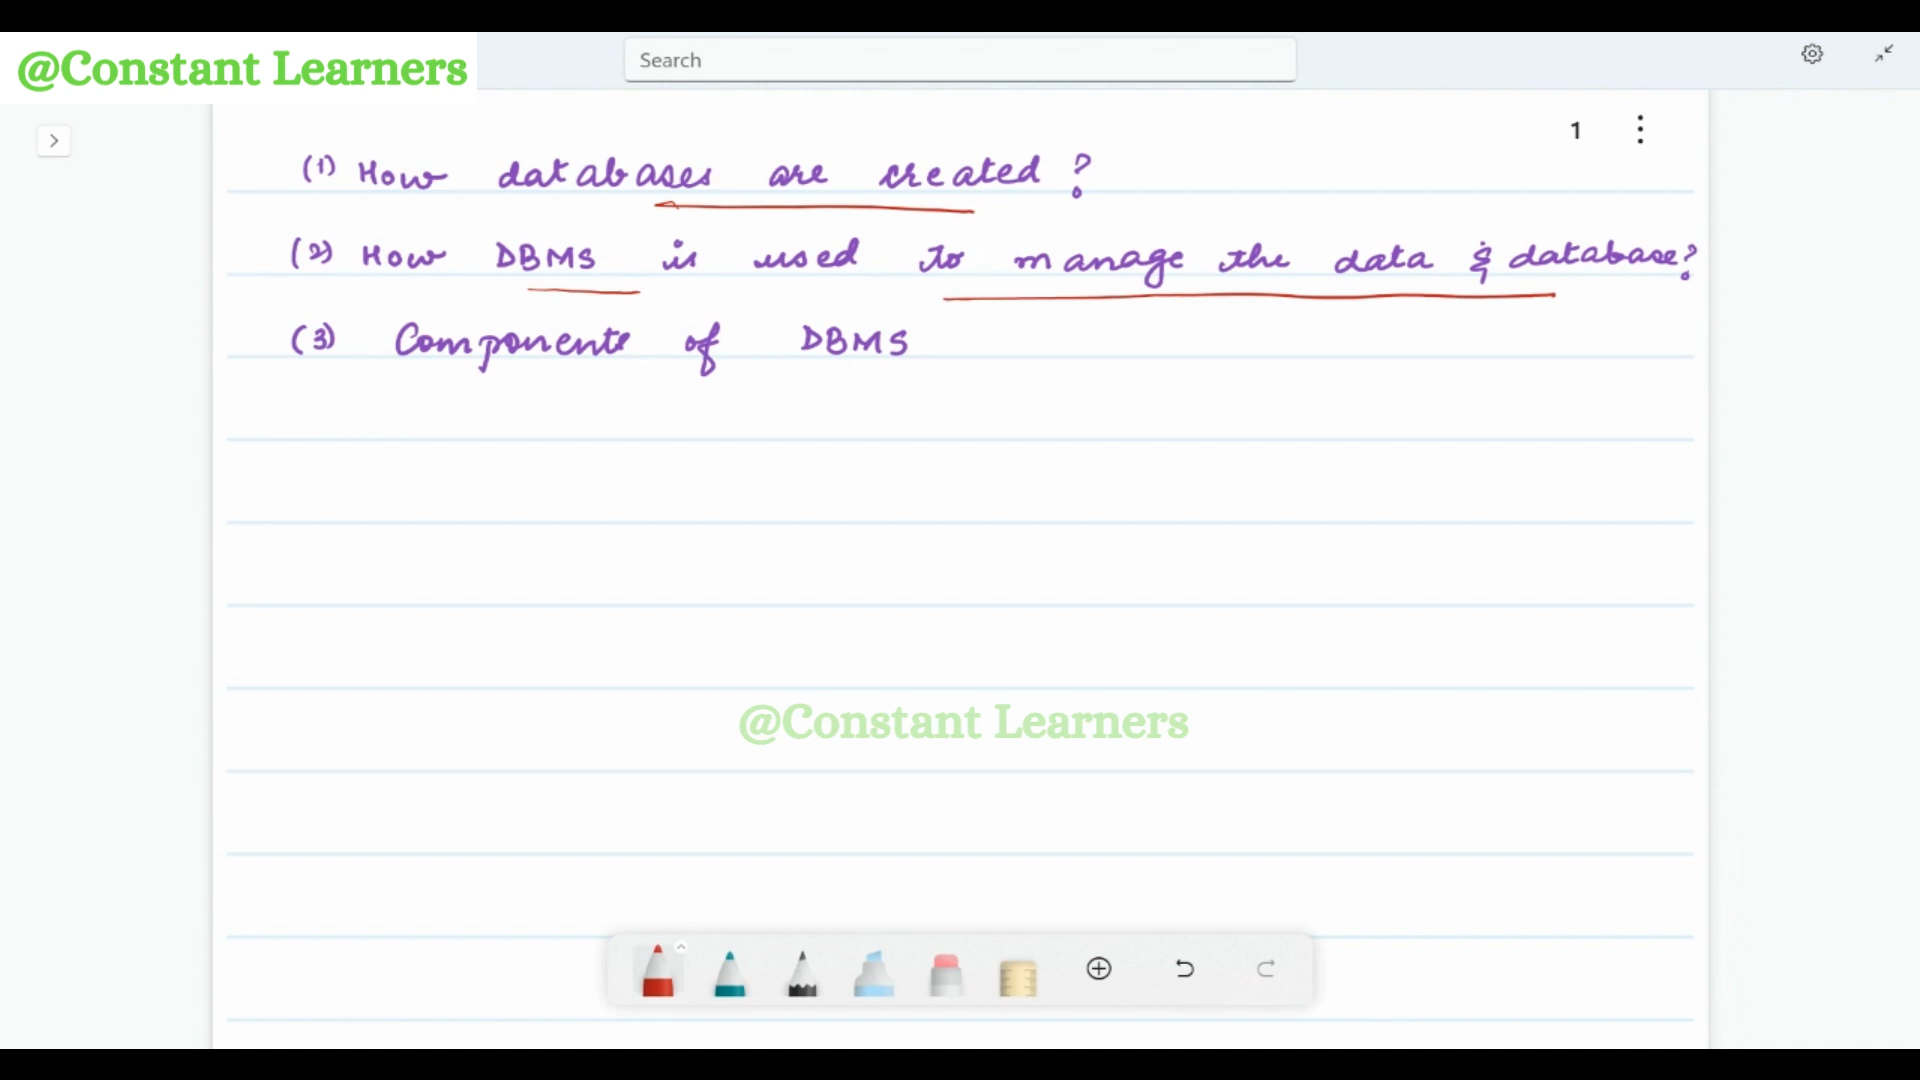 @Constant Learners
Search
1
(1) How databases are created ?
(2) How DBMS is used to manage the data & database?
(3) Components of DBMS
@Constant Learners